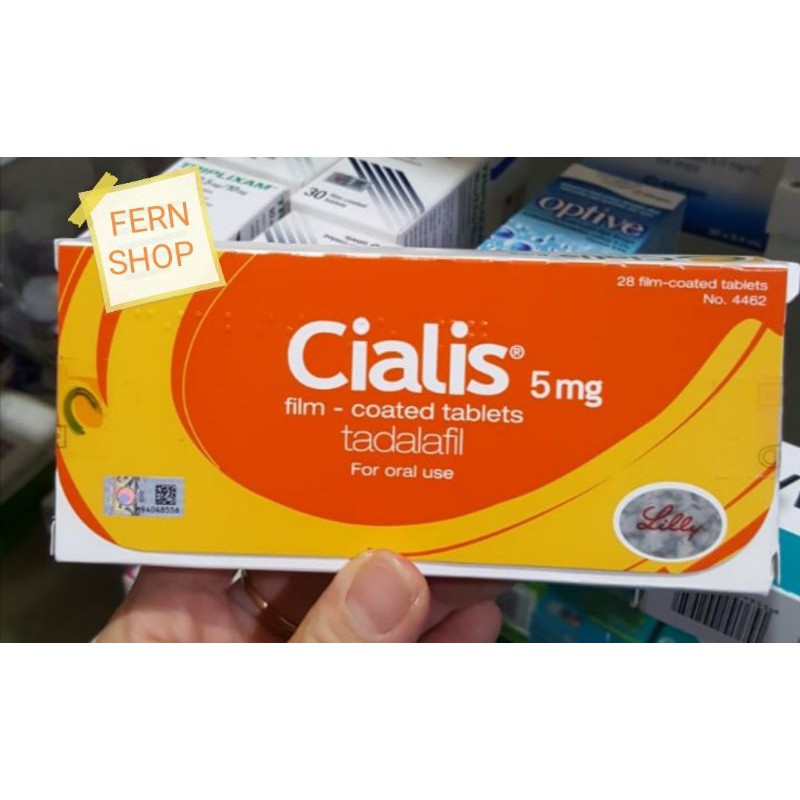 FERN
SHOP
TRIPLIXAM
30
optive
28 film-coated tablets
No. 4462
Cialis® 5 mg
film - coated tablets
tadalafil
For oral use
Lilly